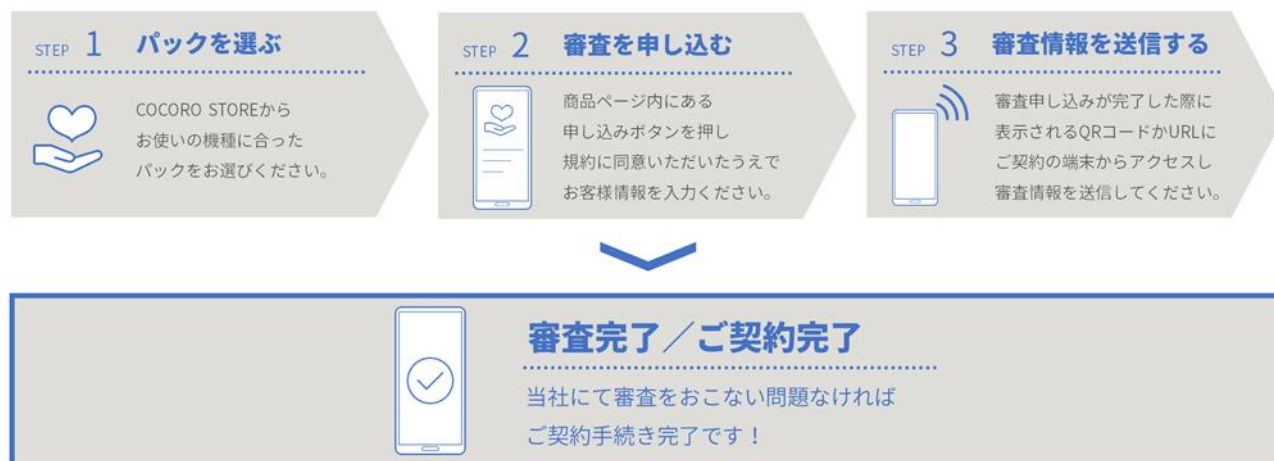 STEP 1 パックを選ぶ
COCORO STOREから
お使いの機種に合った
パックをお選びください。
STEP 2 審査を申し込む
商品ページ内にある
申し込みボタンを押し
規約に同意いただいたうえで
お客様情報を入力ください。
STEP 3 審査情報を送信する
審査申し込みが完了した際に
表示されるQRコードかURLに
ご契約の端末からアクセスし
審査情報を送信してください。
審査完了／ご契約完了
当社にて審査をおこない問題なければ
ご契約手続き完了です！